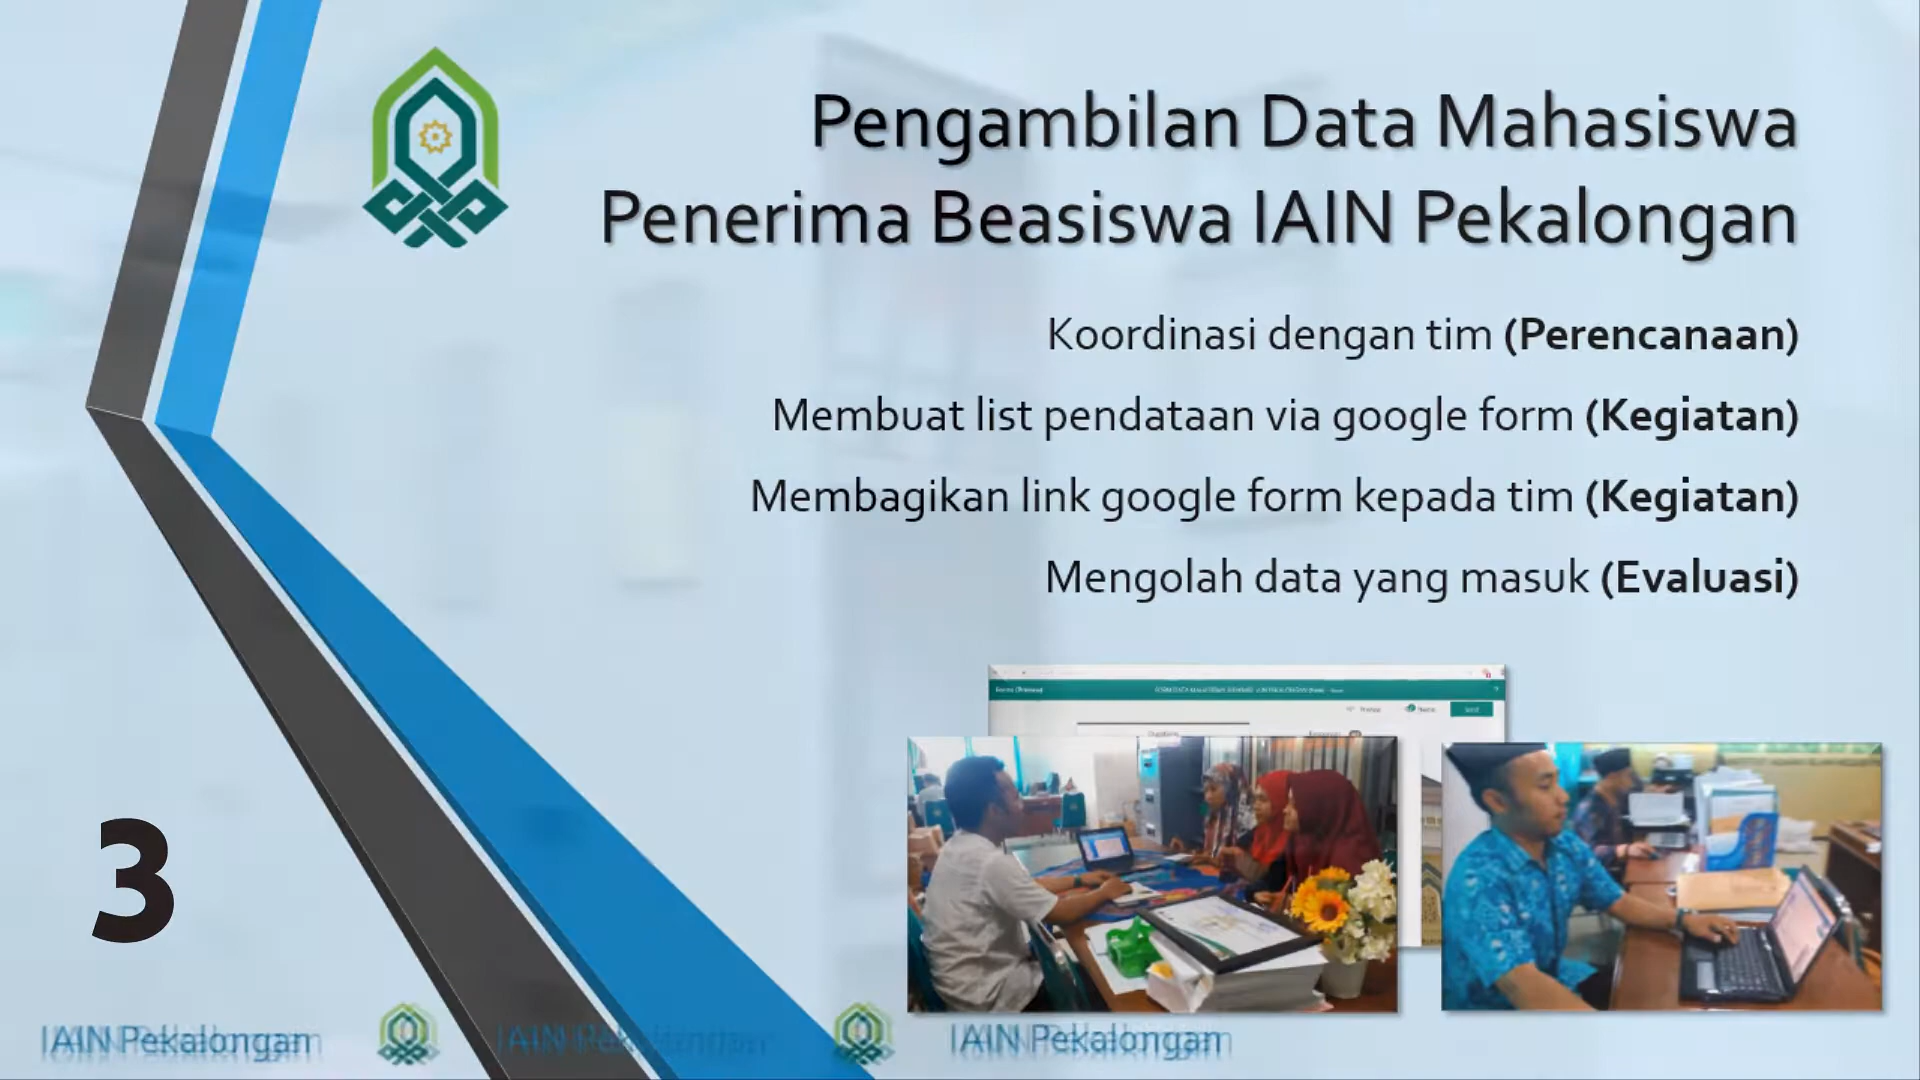 Pengambilan Data Mahasiswa
Penerima Beasiswa IAIN Pekalongan
Koordinasi dengan tim (Perencanaan)
Membuat list pendataan via google form (Kegiatan)
Membagikan link google form kepada tim (Kegiatan)
Mengolah data yang masuk (Evaluasi)
3
IAIN Pekalongan
IAIN Pekalongan